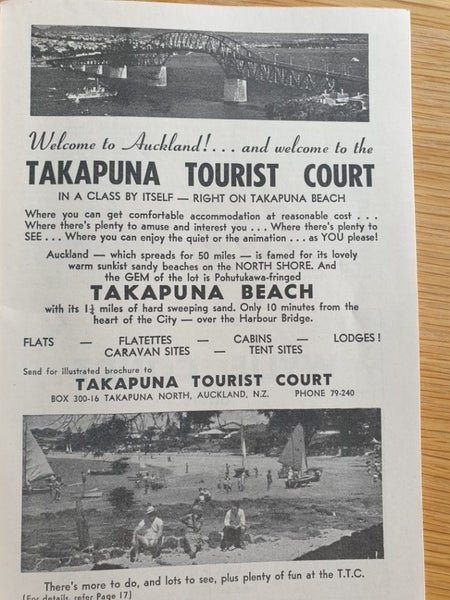 Welcome to Auckland!... and welcome to the
TAKAPUNA TOURIST COURT
IN A CLASS BY ITSELF — RIGHT ON TAKAPUNA BEACH
Where you can get comfortable accommodation at reasonable cost ...
Where there's plenty to amuse and interest you ... Where there's plenty to
SEE ... Where you can enjoy the quiet or the animation ... as YOU please!
Auckland — which spreads for 50 miles — is famed for its lovely
warm sunkist sandy beaches on the NORTH SHORE. And
the GEM of the lot is Pohutukawa-fringed
TAKAPUNA BEACH
with its 1¼ miles of hard sweeping sand. Only 10 minutes from the
heart of the City — over the Harbour Bridge.
FLATS — FLATETTES — CABINS — LODGES!
CARAVAN SITES — TENT SITES
Send for illustrated brochure to
TAKAPUNA TOURIST COURT
BOX 300-16 TAKAPUNA NORTH, AUCKLAND, N.Z. PHONE 79-240
There's more to do, and lots to see, plus plenty of fun at the T.T.C.
(For details, refer Page 17)